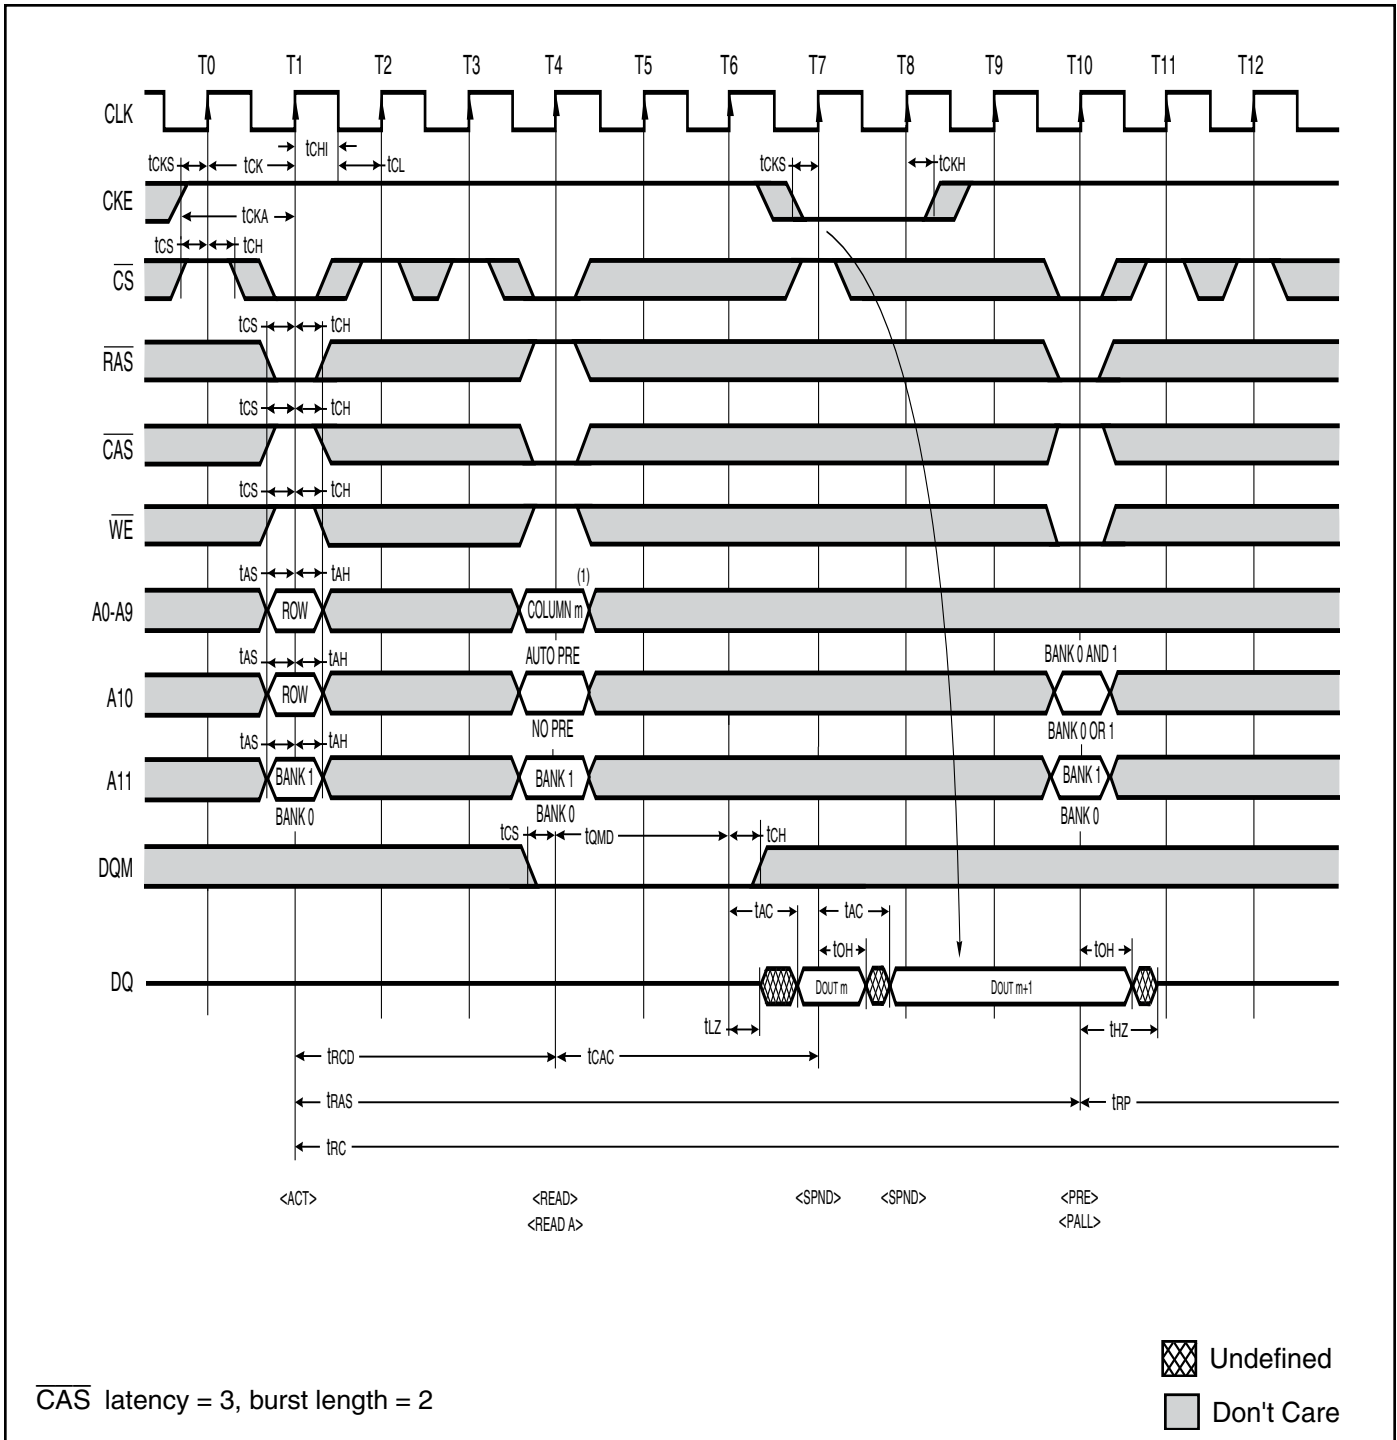 T0 T1 T2 T3 T4 T5 T6 T7 T8 T9 T10 T11 T12
CLK
tCHI
tCKS tCK tCL tCKS tCKH
CKE
tCKA
tCS tCH
CS
tCS tCH
RAS
tCS tCH
CAS
tCS tCH
WE
tAS tAH (1)
A0-A9 ROW COLUMN m
tAS tAH AUTO PRE BANK 0 AND 1
A10 ROW
NO PRE BANK 0 OR 1
tAS tAH
A11 BANK 1 BANK 1 BANK 1
BANK 0 BANK 0 BANK 0
tCS tQMD tCH
DQM
tAC tAC
tOH tOH
DQ DOUT m DOUT m+1
tLZ tHZ
tRCD tCAC
tRAS tRP
tRC
<ACT> <READ> <SPND> <SPND> <PRE>
<READ A> <PALL>
Undefined
CAS latency = 3, burst length = 2
Don't Care